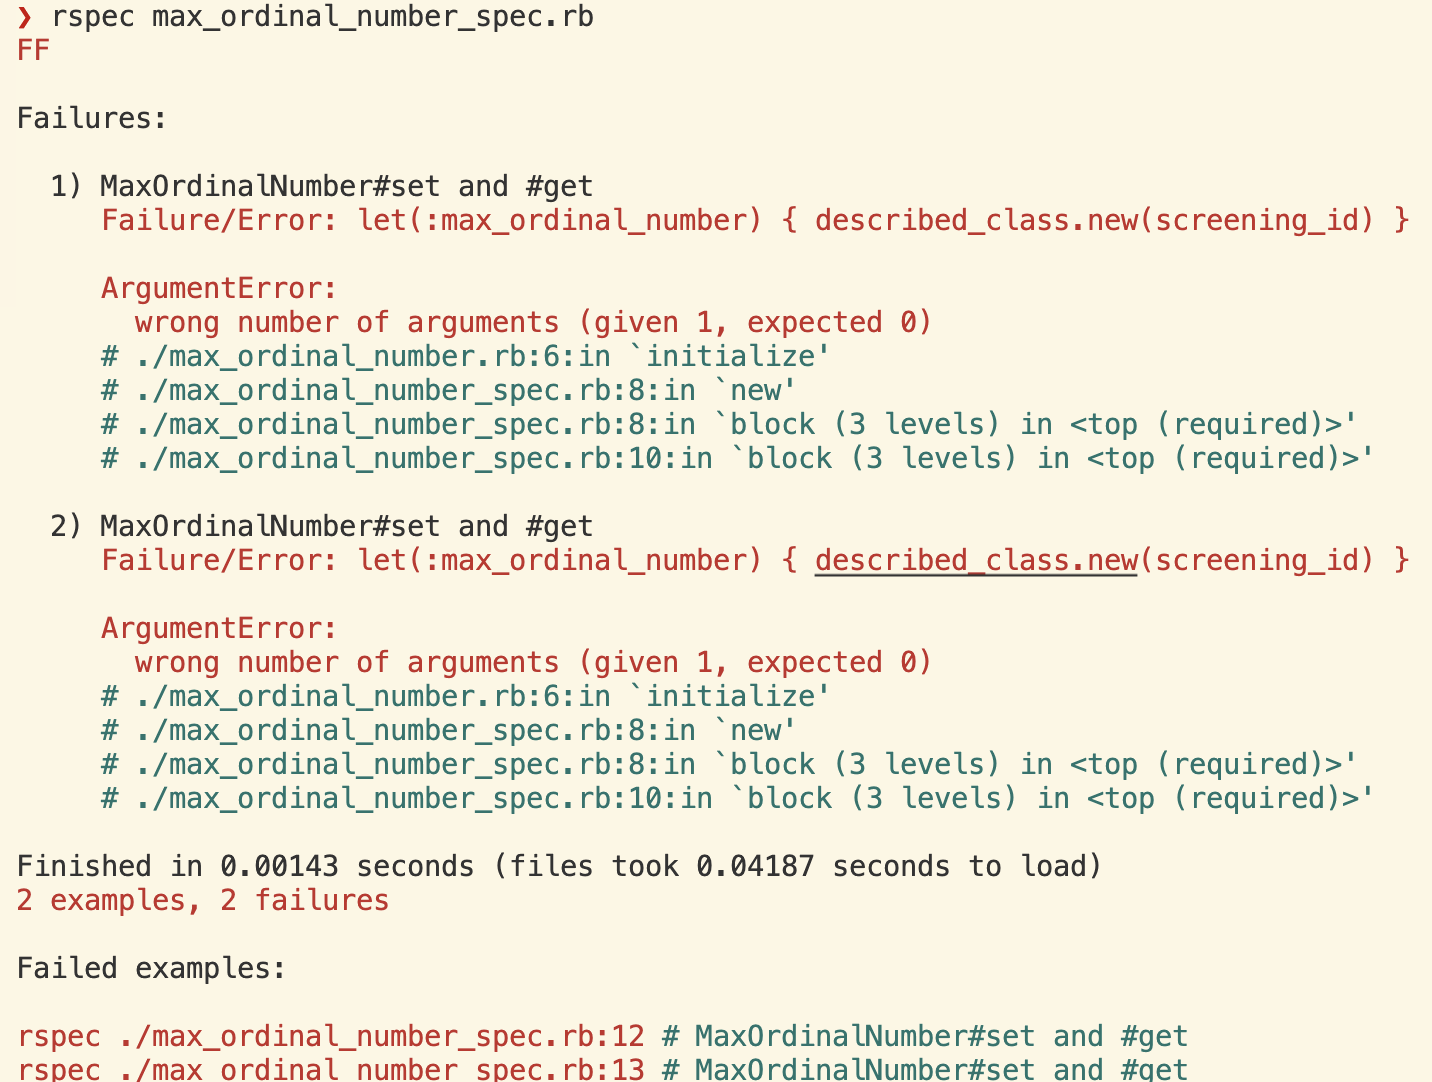 ❯ rspec max_ordinal_number_spec.rb
FF

Failures:

  1) MaxOrdinalNumber#set and #get
     Failure/Error: let(:max_ordinal_number) { described_class.new(screening_id) }

     ArgumentError:
       wrong number of arguments (given 1, expected 0)
     # ./max_ordinal_number.rb:6:in `initialize'
     # ./max_ordinal_number_spec.rb:8:in `new'
     # ./max_ordinal_number_spec.rb:8:in `block (3 levels) in <top (required)>'
     # ./max_ordinal_number_spec.rb:10:in `block (3 levels) in <top (required)>'

  2) MaxOrdinalNumber#set and #get
     Failure/Error: let(:max_ordinal_number) { described_class.new(screening_id) }

     ArgumentError:
       wrong number of arguments (given 1, expected 0)
     # ./max_ordinal_number.rb:6:in `initialize'
     # ./max_ordinal_number_spec.rb:8:in `new'
     # ./max_ordinal_number_spec.rb:8:in `block (3 levels) in <top (required)>'
     # ./max_ordinal_number_spec.rb:10:in `block (3 levels) in <top (required)>'

Finished in 0.00143 seconds (files took 0.04187 seconds to load)
2 examples, 2 failures

Failed examples:

rspec ./max_ordinal_number_spec.rb:12 # MaxOrdinalNumber#set and #get
rspec ./max_ordinal_number_spec.rb:13 # MaxOrdinalNumber#set and #get